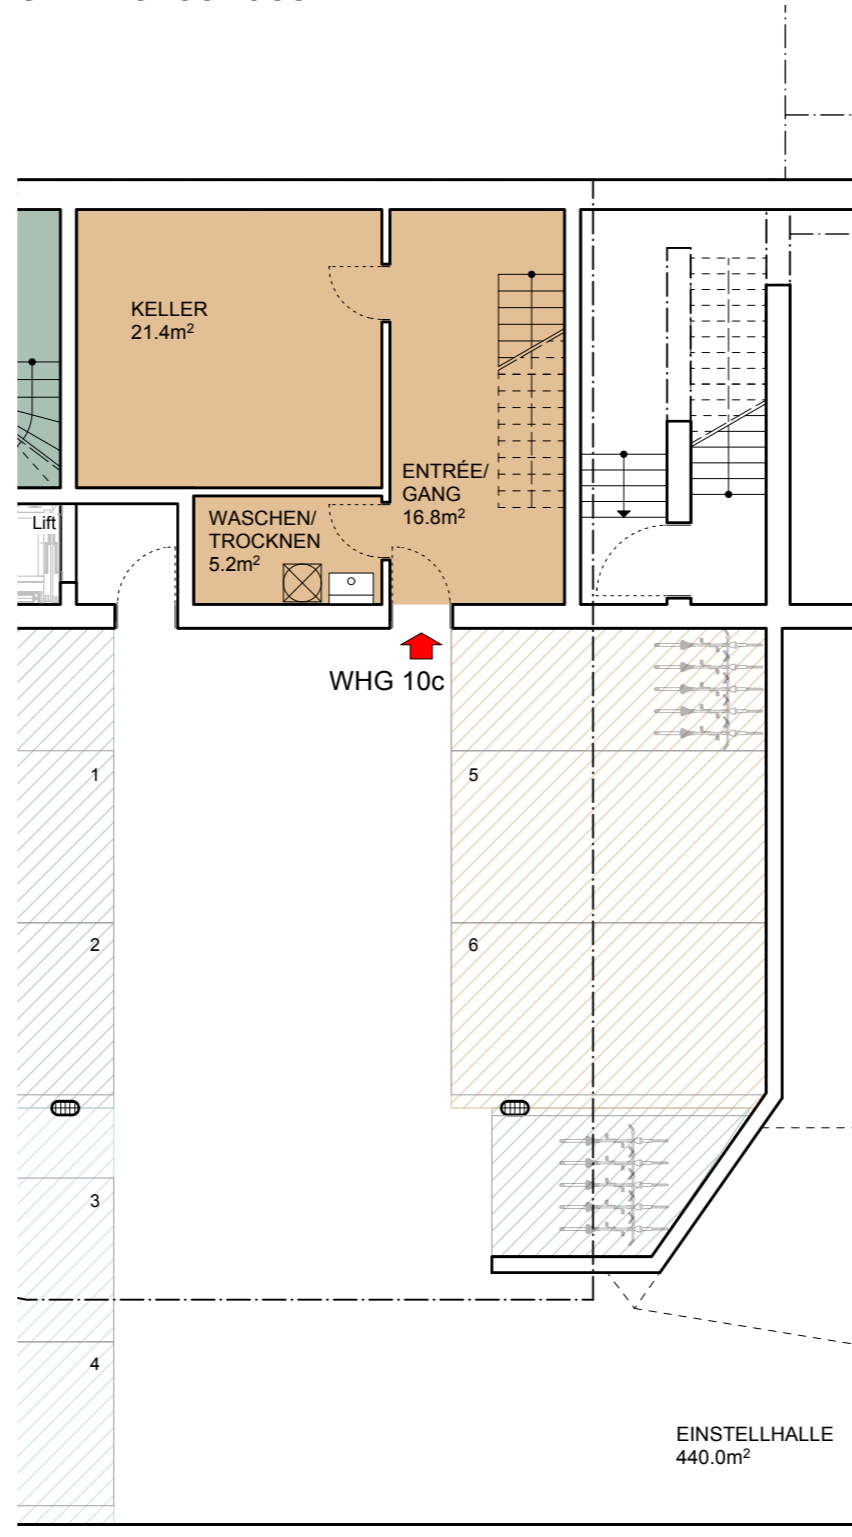 KELLER
21.4m²
ENTRÉE/
GANG
16.8m²
WASCHEN/
TROCKNEN
5.2m²
Lift
WHG 10c
1
5
2
6
3
4
EINSTELLHALLE
440.0m²